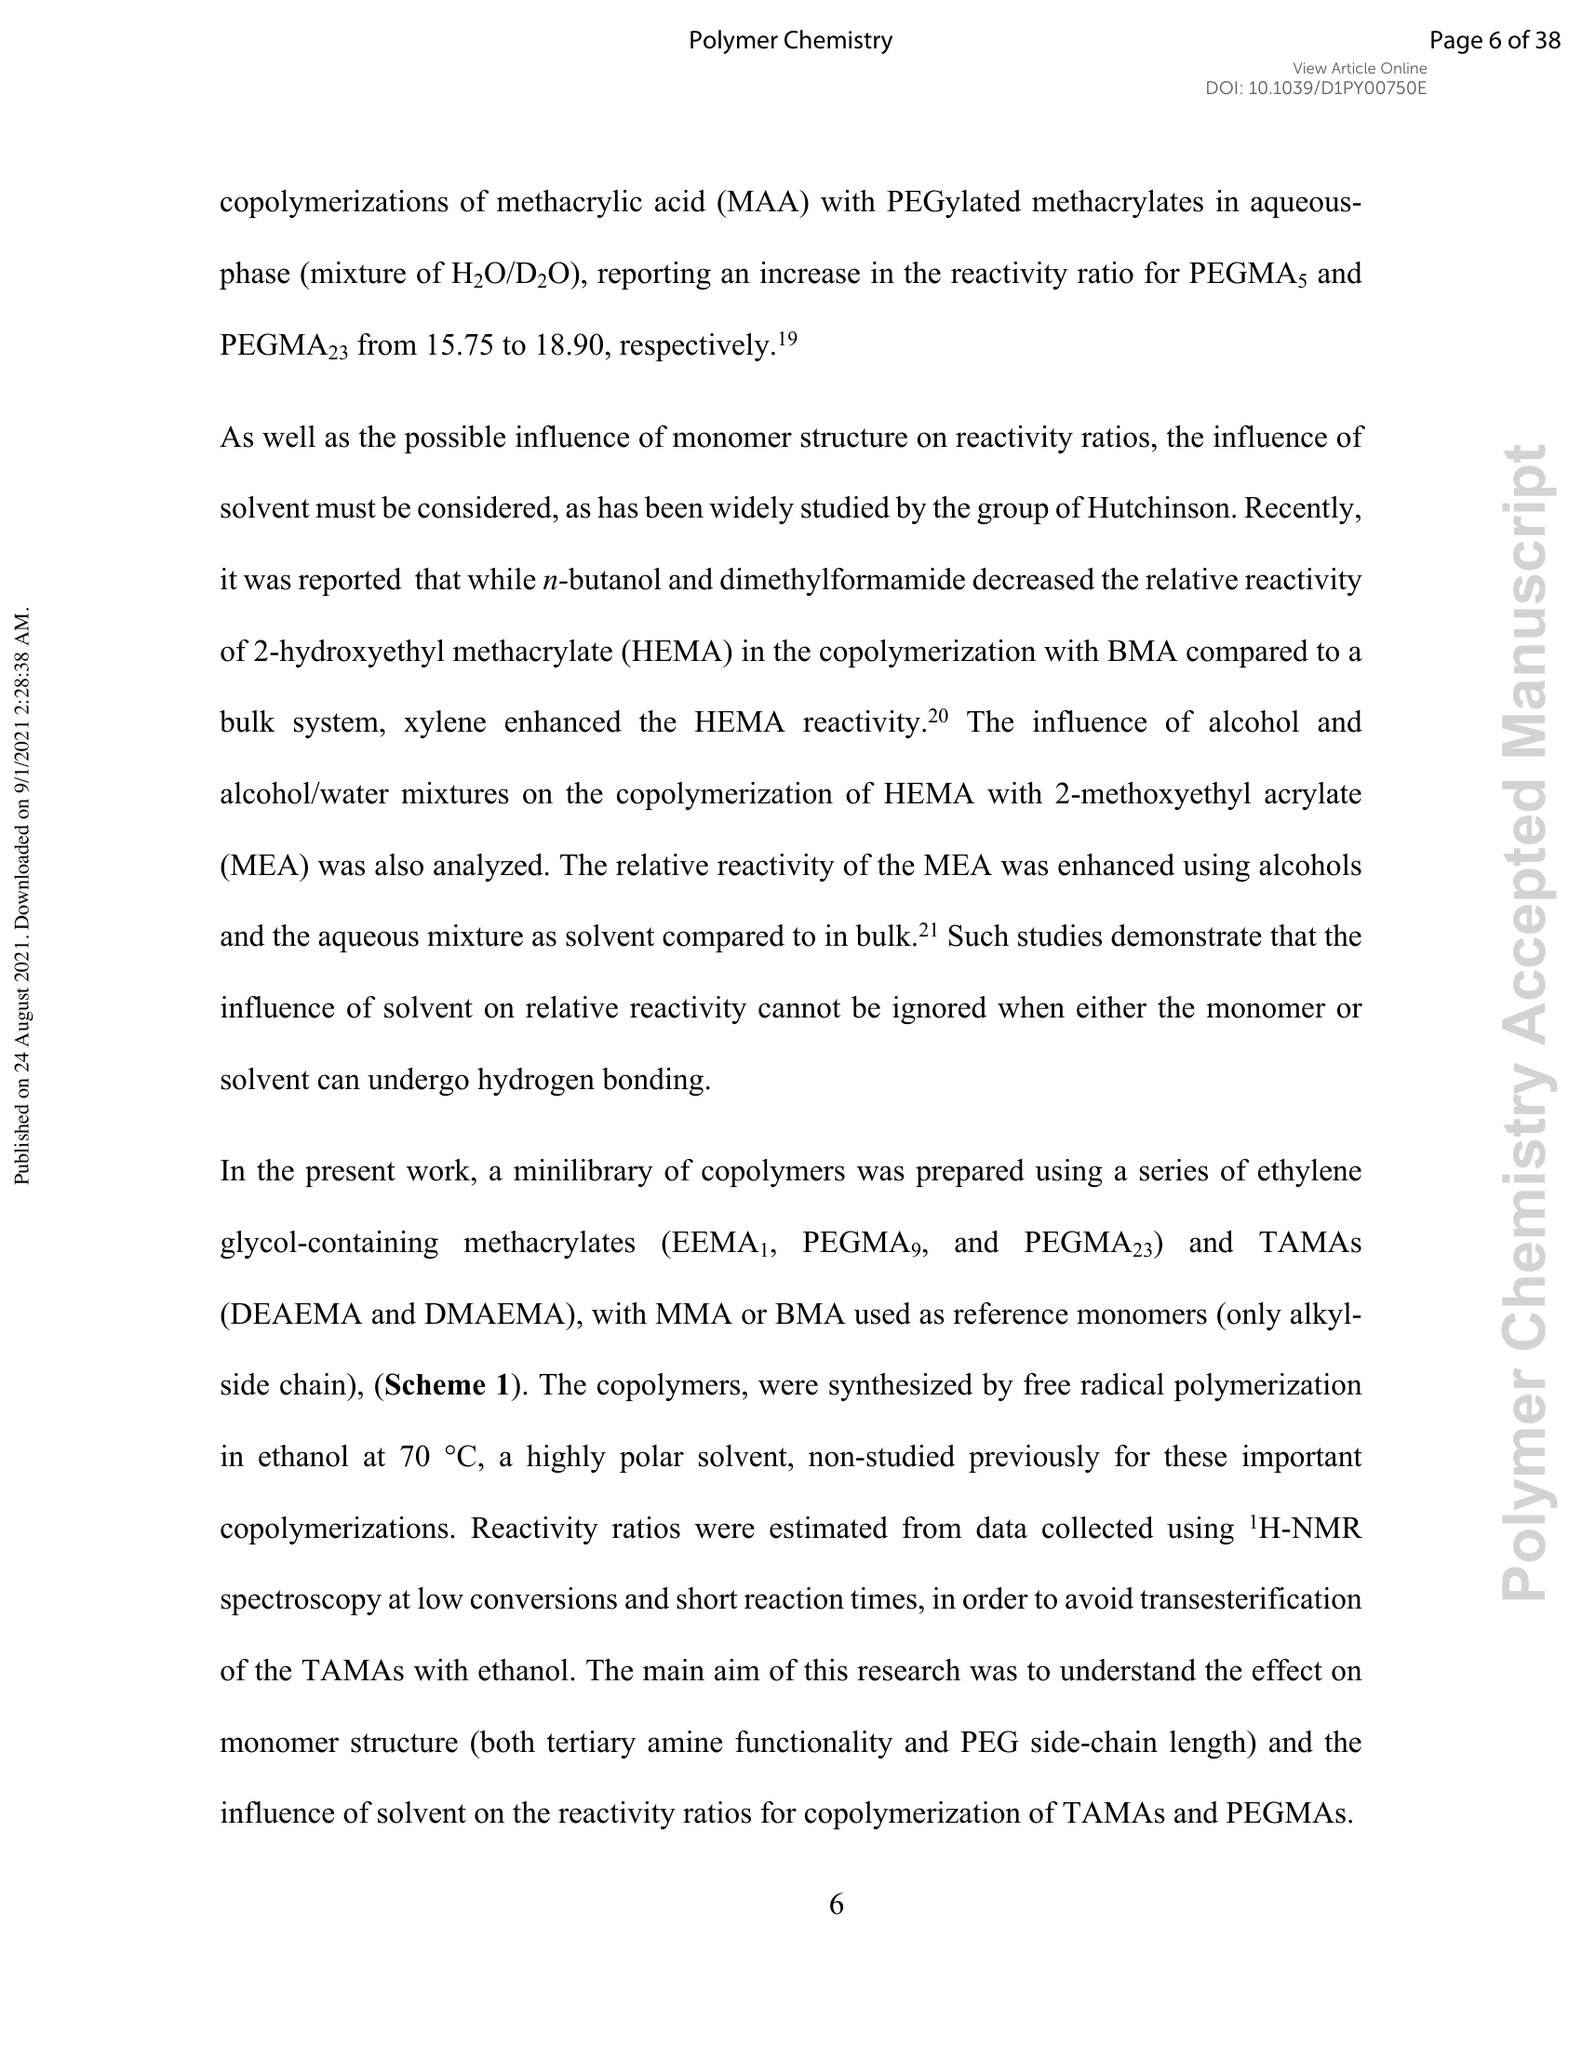 Polymer Chemistry
Page 6 of 38
View Article Online
DOI: 10.1039/D1PY00750E
copolymerizations of methacrylic acid (MAA) with PEGylated methacrylates in aqueous-
phase (mixture of H₂O/D₂O), reporting an increase in the reactivity ratio for PEGMA₅ and
PEGMA₂₃ from 15.75 to 18.90, respectively.¹⁹
As well as the possible influence of monomer structure on reactivity ratios, the influence of
solvent must be considered, as has been widely studied by the group of Hutchinson. Recently,
it was reported that while n-butanol and dimethylformamide decreased the relative reactivity
of 2-hydroxyethyl methacrylate (HEMA) in the copolymerization with BMA compared to a
bulk system, xylene enhanced the HEMA reactivity.²⁰ The influence of alcohol and
alcohol/water mixtures on the copolymerization of HEMA with 2-methoxyethyl acrylate
(MEA) was also analyzed. The relative reactivity of the MEA was enhanced using alcohols
and the aqueous mixture as solvent compared to in bulk.²¹ Such studies demonstrate that the
influence of solvent on relative reactivity cannot be ignored when either the monomer or
solvent can undergo hydrogen bonding.
In the present work, a minilibrary of copolymers was prepared using a series of ethylene
glycol-containing methacrylates (EEMA₁, PEGMA₉, and PEGMA₂₃) and TAMAs
(DEAEMA and DMAEMA), with MMA or BMA used as reference monomers (only alkyl-
side chain), (Scheme 1). The copolymers, were synthesized by free radical polymerization
in ethanol at 70 °C, a highly polar solvent, non-studied previously for these important
copolymerizations. Reactivity ratios were estimated from data collected using ¹H-NMR
spectroscopy at low conversions and short reaction times, in order to avoid transesterification
of the TAMAs with ethanol. The main aim of this research was to understand the effect on
monomer structure (both tertiary amine functionality and PEG side-chain length) and the
influence of solvent on the reactivity ratios for copolymerization of TAMAs and PEGMAs.
6
Published on 24 August 2021. Downloaded on 9/1/2021 2:28:38 AM.
Polymer Chemistry Accepted Manuscript